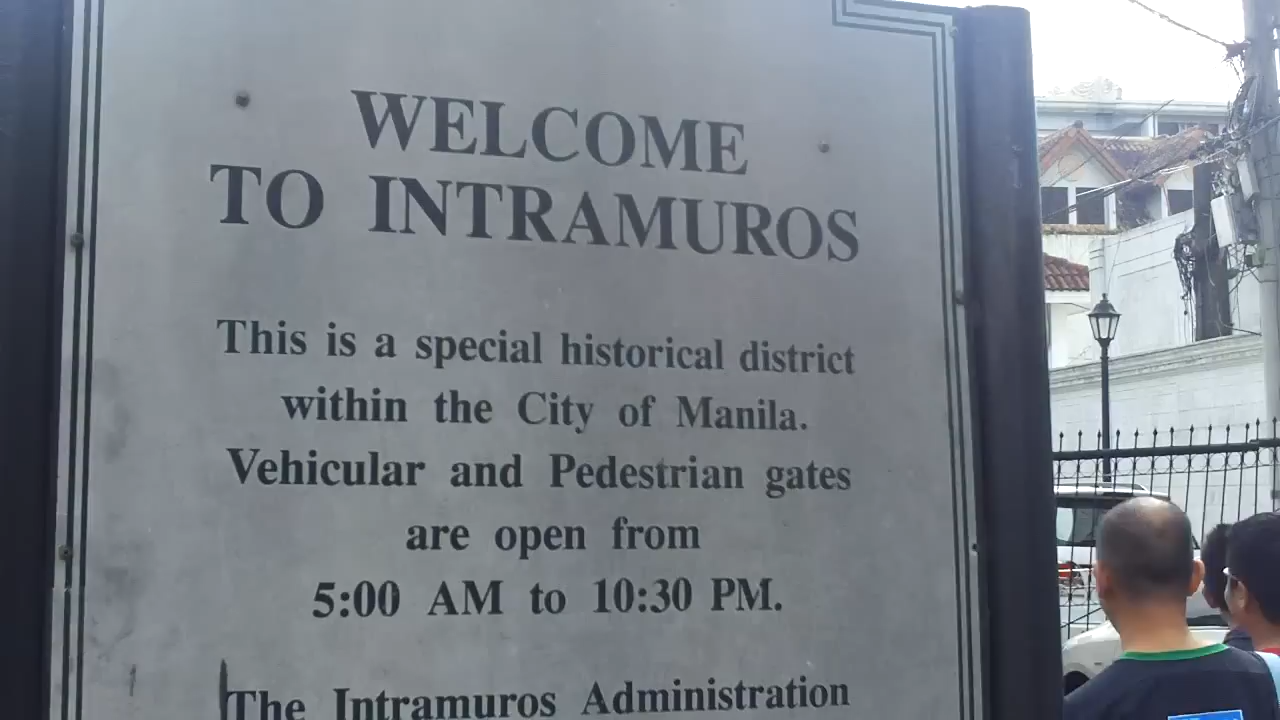 WELCOME
TO INTRAMUROS
This is a special historical district
within the City of Manila.
Vehicular and Pedestrian gates
are open from
5:00 AM to 10:30 PM.
The Intramuros Administration